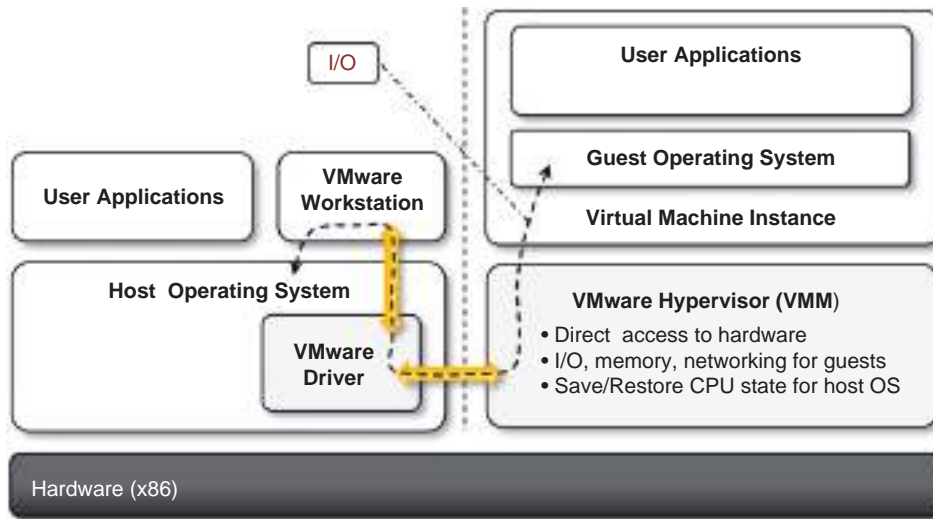 I/O
User Applications
VMware
Workstation
Host Operating System
VMware
Driver
User Applications
Guest Operating System
Virtual Machine Instance
VMware Hypervisor (VMM)
• Direct access to hardware
• I/O, memory, networking for guests
• Save/Restore CPU state for host OS
Hardware (x86)